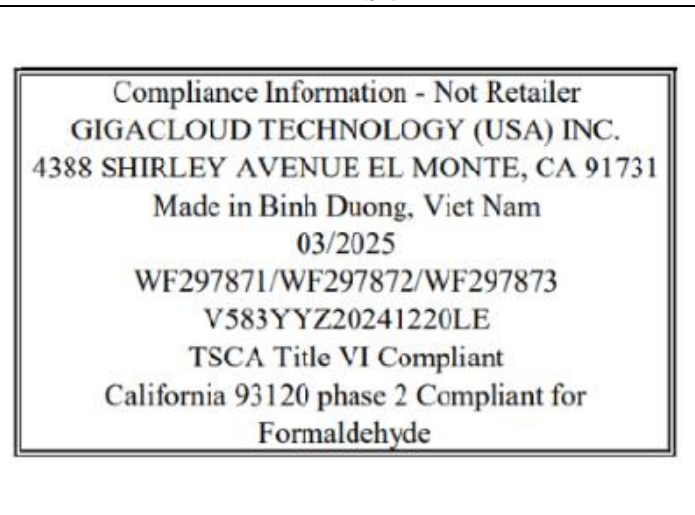 Compliance Information - Not Retailer
GIGACLOUD TECHNOLOGY (USA) INC.
4388 SHIRLEY AVENUE EL MONTE, CA 91731
Made in Binh Duong, Viet Nam
03/2025
WF297871/WF297872/WF297873
V583YYZ20241220LE
TSCA Title VI Compliant
California 93120 phase 2 Compliant for
Formaldehyde